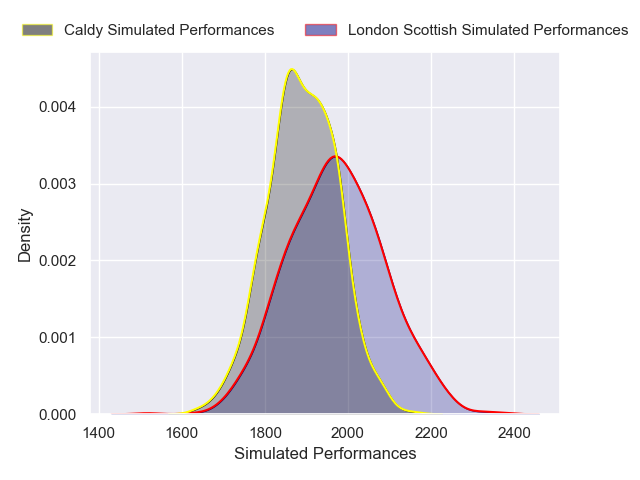 Caldy Simulated Performances London Scottish Simulated Performances
0.004
0.003
0.002
0.001
0.000
Density
1400 1600 1800 2000 2200 2400
Simulated Performances